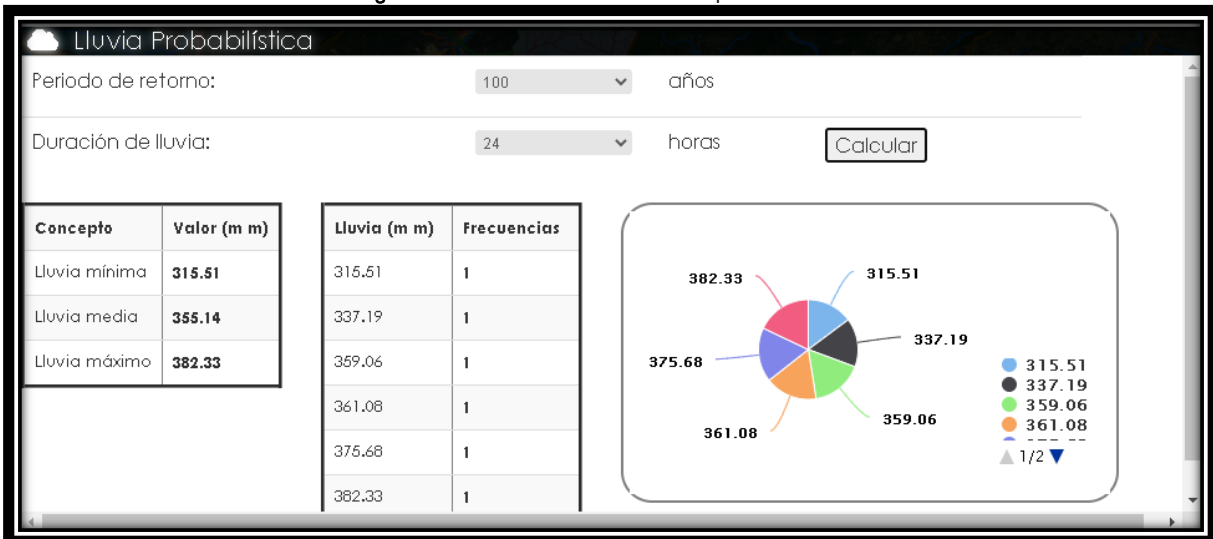 Lluvia Probabilística
Periodo de retorno: 100 años
Duración de lluvia: 24 horas Calcular
Concepto Valor (m m)
Lluvia mínima 315.51
Lluvia media 355.14
Lluvia máximo 382.33
Lluvia (m m) Frecuencias
315.51 1
337.19 1
359.06 1
361.08 1
375.68 1
382.33 1
382.33 315.51
337.19
375.68
359.06
361.08
315.51
337.19
359.06
361.08
1/2